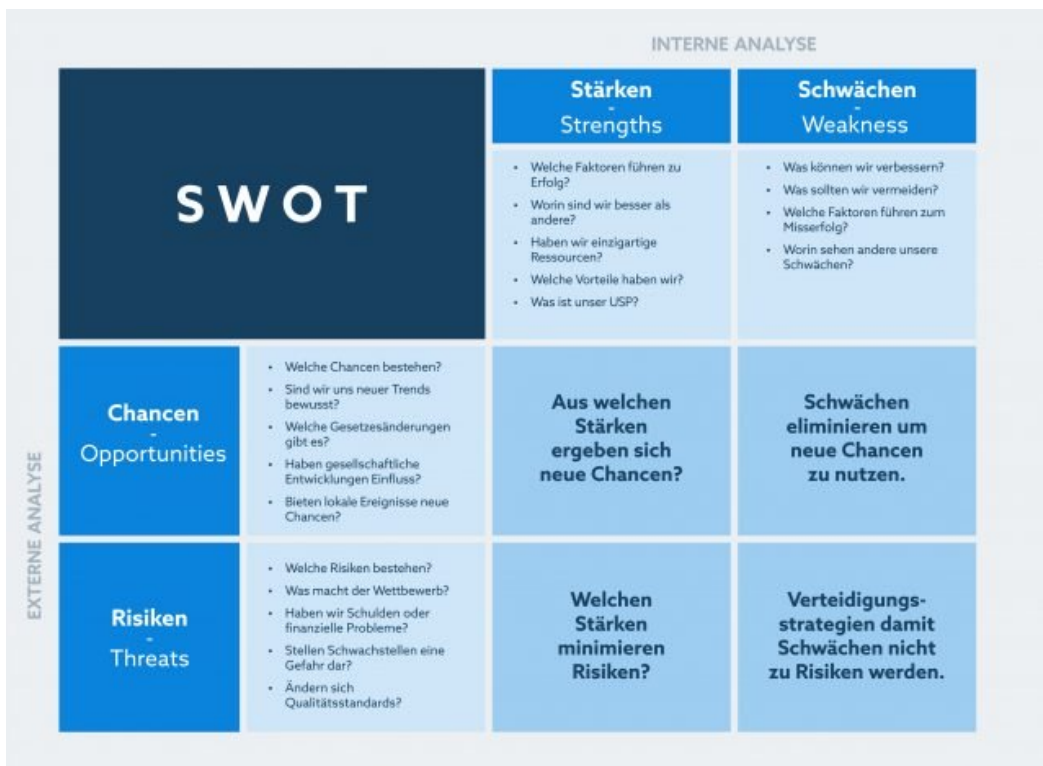 INTERNE ANALYSE
SWOT
Stärken
-
Strengths
Schwächen
-
Weakness
• Welche Faktoren führen zu
Erfolg?
• Worin sind wir besser als
andere?
• Haben wir einzigartige
Ressourcen?
• Welche Vorteile haben wir?
• Was ist unser USP?
• Was können wir verbessern?
• Was sollten wir vermeiden?
• Welche Faktoren führen zum
Misserfolg?
• Worin sehen andere unsere
Schwächen?
EXTERNE ANALYSE
Chancen
-
Opportunities
• Welche Chancen bestehen?
• Sind wir uns neuer Trends
bewusst?
• Welche Gesetzesänderungen
gibt es?
• Haben gesellschaftliche
Entwicklungen Einfluss?
• Bieten lokale Ereignisse neue
Chancen?
Aus welchen
Stärken
ergeben sich
neue Chancen?
Schwächen
eliminieren um
neue Chancen
zu nutzen.
Risiken
-
Threats
• Welche Risiken bestehen?
• Was macht der Wettbewerb?
• Haben wir Schulden oder
finanzielle Probleme?
• Stellen Schwachstellen eine
Gefahr dar?
• Ändern sich
Qualitätsstandards?
Welchen
Stärken
minimieren
Risiken?
Verteidigungs-
strategien damit
Schwächen nicht
zu Risiken werden.